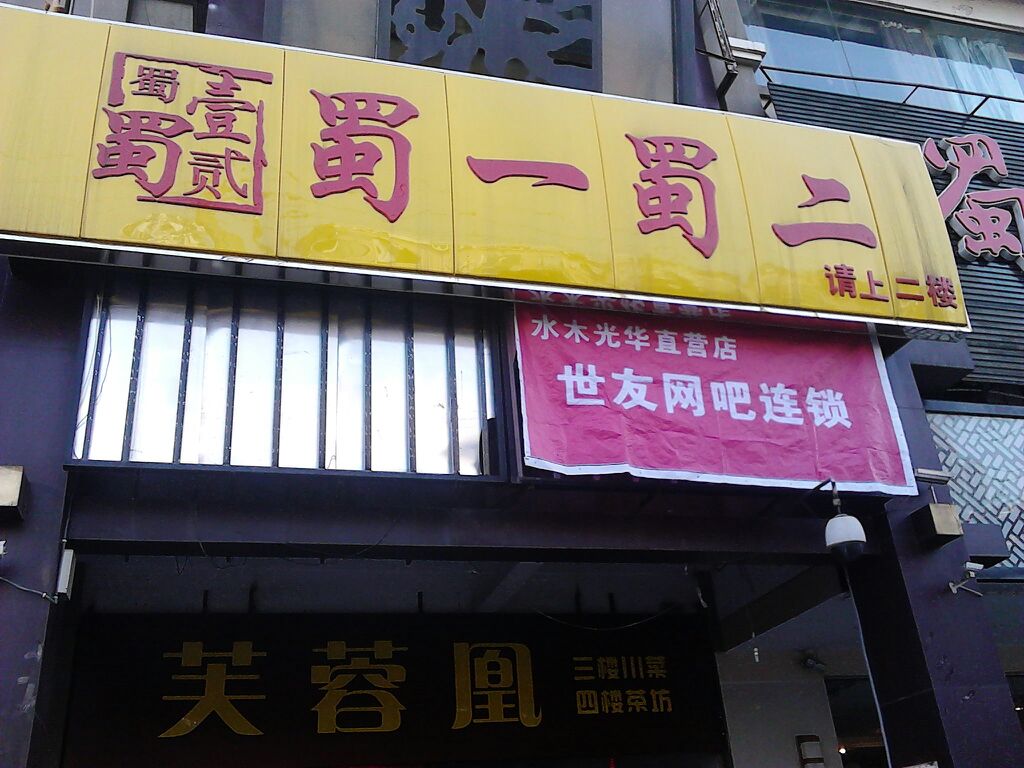 蜀壹
蜀贰
蜀一蜀二
请上二楼
蜀
水木光华直营店
世友网吧连锁
芙蓉凰
三楼川菜
四楼茶坊